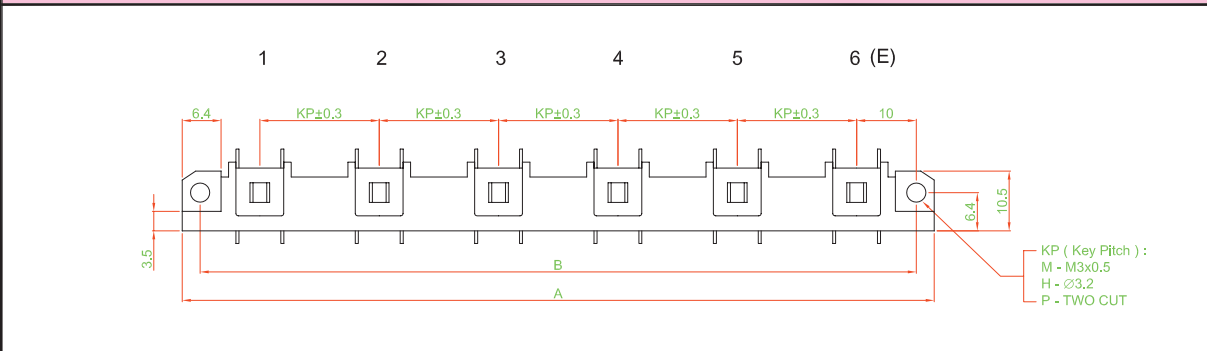 1 2 3 4 5 6 (E)
6.4 KP±0.3 KP±0.3 KP±0.3 KP±0.3 KP±0.3 10
3.5
6.4
10.5
B
A
KP ( Key Pitch ) :
M - M3x0.5
H - ∅3.2
P - TWO CUT